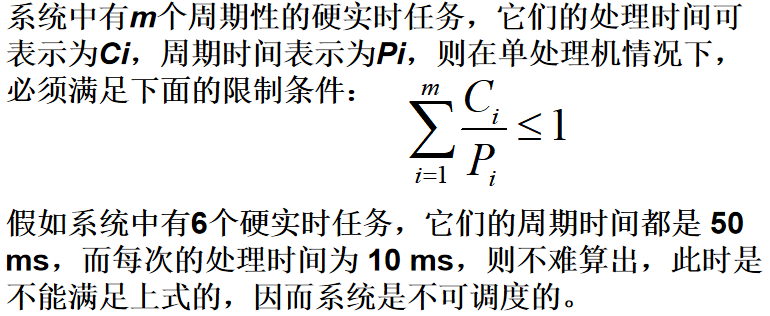 系统中有m个周期性的硬实时任务，它们的处理时间可
表示为Ci，周期时间表示为Pi，则在单处理机情况下，
必须满足下面的限制条件：
\sum_{i=1}^{m} \frac{C_i}{P_i} \leq 1
假如系统中有6个硬实时任务，它们的周期时间都是 50
ms，而每次的处理时间为 10 ms，则不难算出，此时是
不能满足上式的，因而系统是不可调度的。